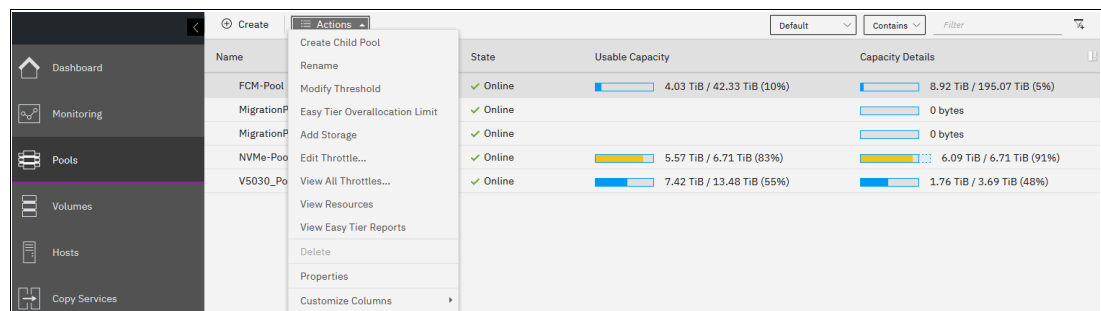 Create
Actions
Default
Contains
Filter
Name
State
Usable Capacity
Capacity Details
Dashboard
Monitoring
Pools
Volumes
Hosts
Copy Services
Create Child Pool
Rename
Modify Threshold
Easy Tier Overallocation Limit
Add Storage
Edit Throttle...
View All Throttles...
View Resources
View Easy Tier Reports
Delete
Properties
Customize Columns
FCM-Pool Online 4.03 TiB / 42.33 TiB (10%) 8.92 TiB / 195.07 TiB (5%)
MigrationP Online 0 bytes
MigrationP Online 0 bytes
NVMe-Poo Online 5.57 TiB / 6.71 TiB (83%) 6.09 TiB / 6.71 TiB (91%)
V5030_Po Online 7.42 TiB / 13.48 TiB (55%) 1.76 TiB / 3.69 TiB (48%)